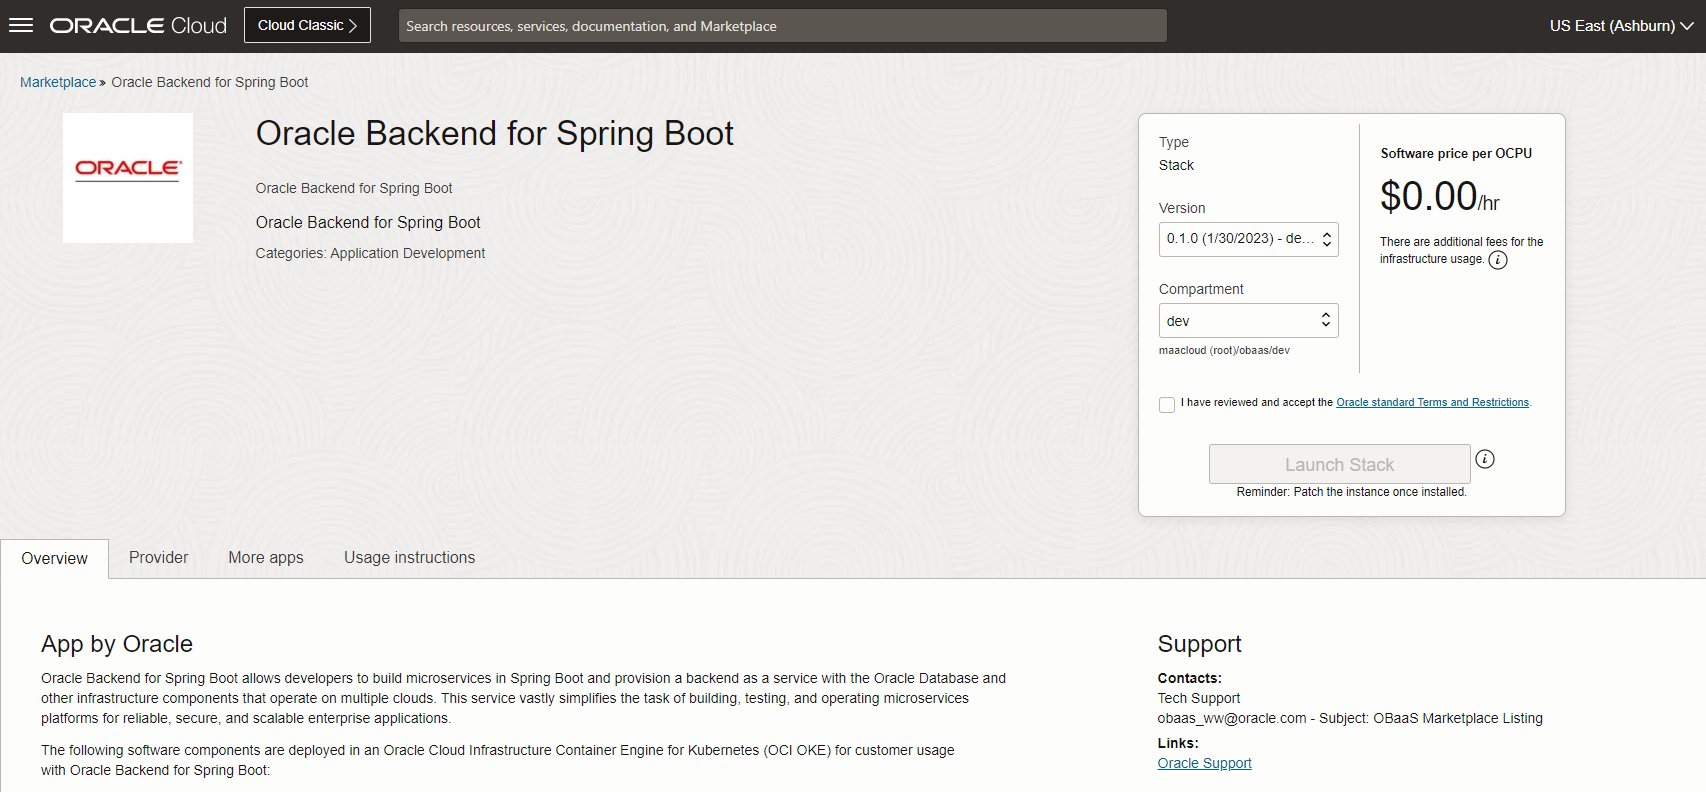 ORACLE Cloud
Cloud Classic
Search resources, services, documentation, and Marketplace
US East (Ashburn)
Marketplace » Oracle Backend for Spring Boot
ORACLE®
Oracle Backend for Spring Boot
Oracle Backend for Spring Boot
Oracle Backend for Spring Boot
Categories: Application Development
Type
Stack
Version
0.1.0 (1/30/2023) - de...
Compartment
dev
maacloud (root)/obaas/dev
Software price per OCPU
$0.00/hr
There are additional fees for the
infrastructure usage.
I have reviewed and accept the Oracle standard Terms and Restrictions.
Launch Stack
Reminder: Patch the instance once installed.
Overview
Provider
More apps
Usage instructions
App by Oracle
Oracle Backend for Spring Boot allows developers to build microservices in Spring Boot and provision a backend as a service with the Oracle Database and
other infrastructure components that operate on multiple clouds. This service vastly simplifies the task of building, testing, and operating microservices
platforms for reliable, secure, and scalable enterprise applications.
The following software components are deployed in an Oracle Cloud Infrastructure Container Engine for Kubernetes (OCI OKE) for customer usage
with Oracle Backend for Spring Boot:
Support
Contacts:
Tech Support
obaas_ww@oracle.com - Subject: OBaaS Marketplace Listing
Links:
Oracle Support